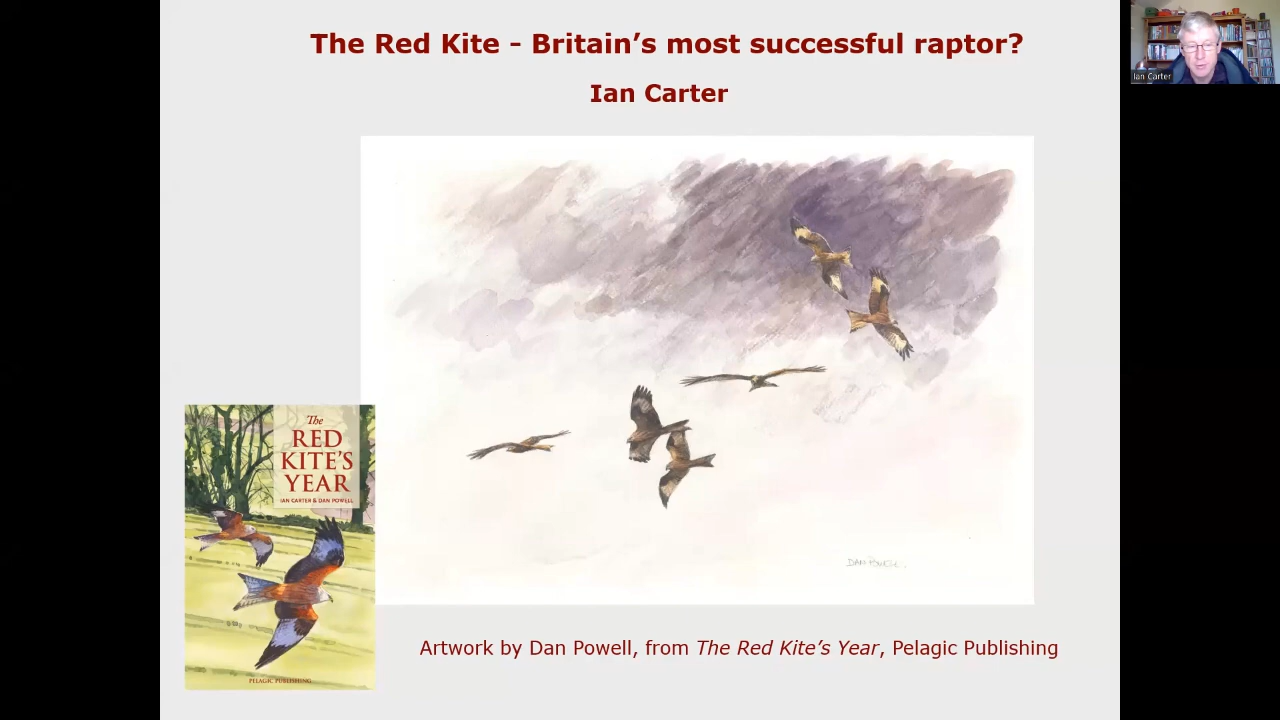 The Red Kite - Britain’s most successful raptor?
Ian Carter
Ian Carter
The
RED
KITE'S
YEAR
IAN CARTER & DAN POWELL
DAN POWELL.
PELAGIC PUBLISHING
Artwork by Dan Powell, from The Red Kite’s Year, Pelagic Publishing